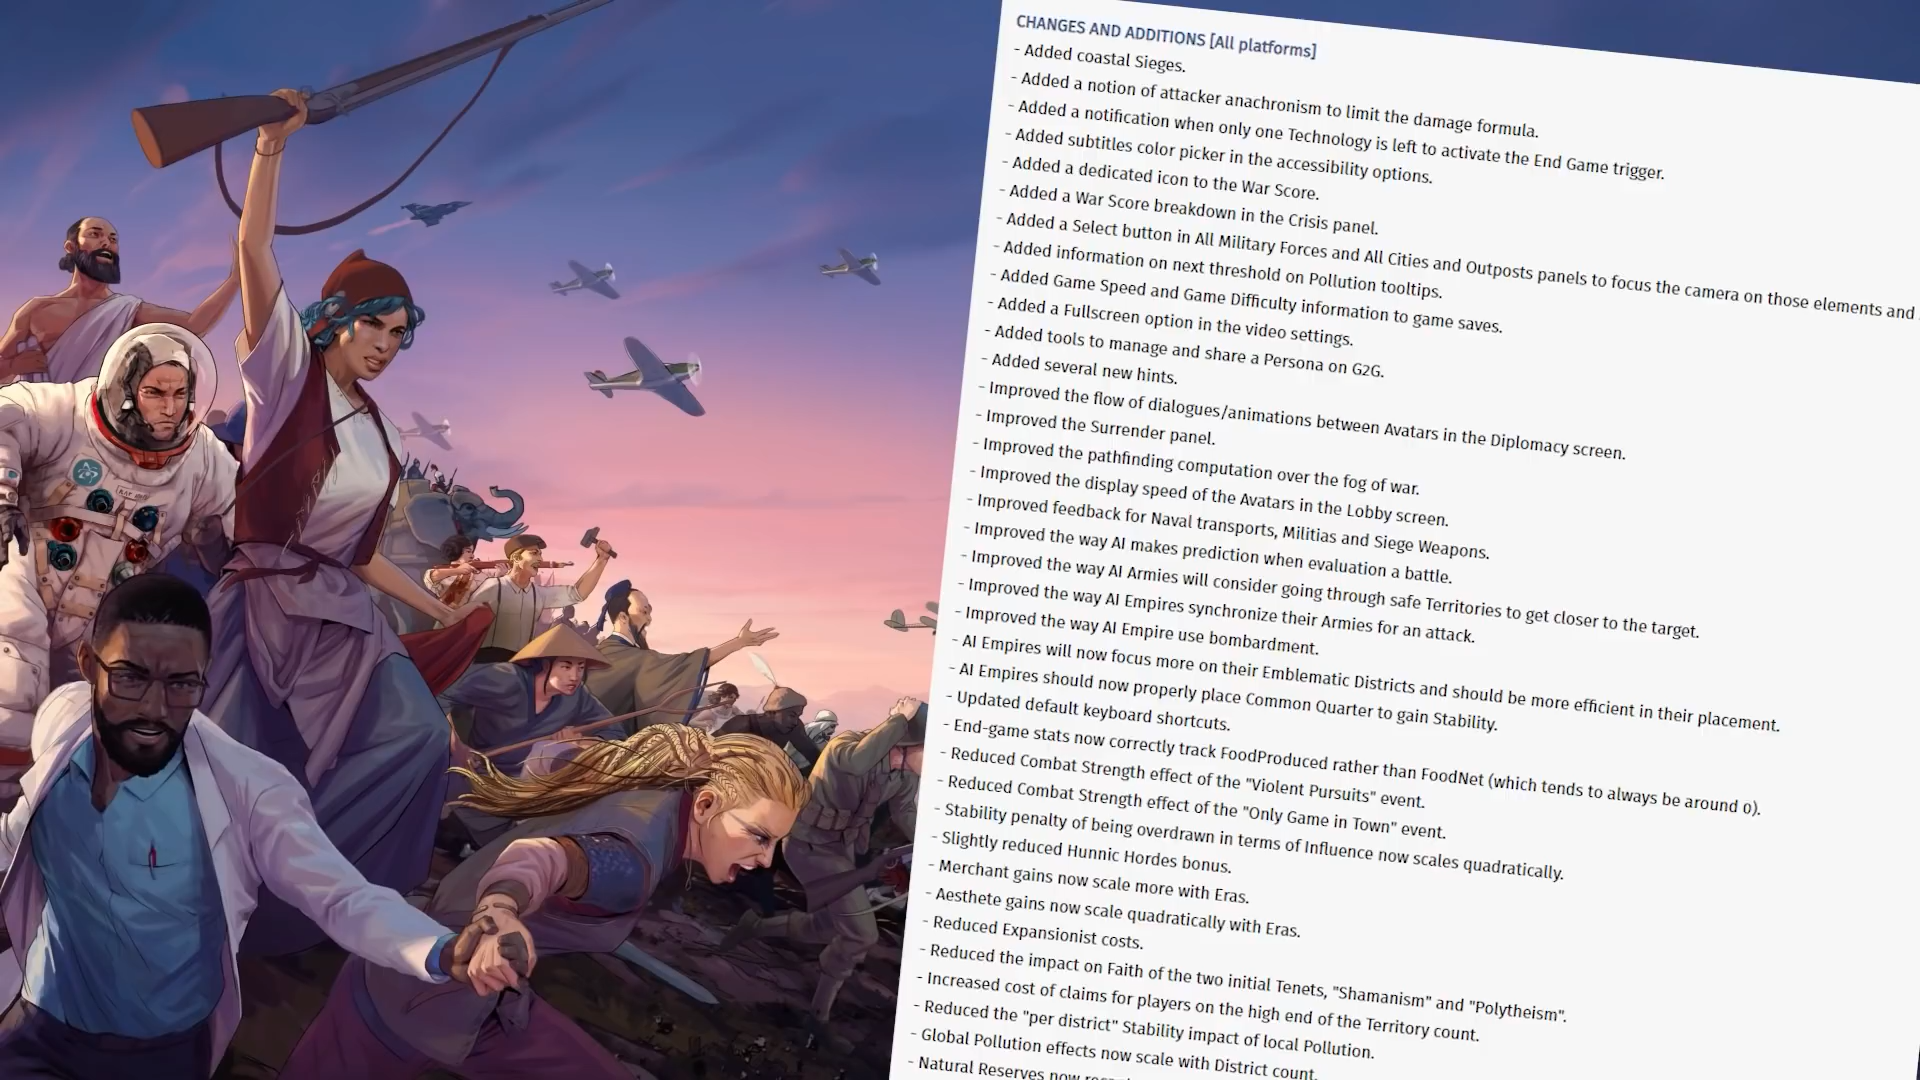 CHANGES AND ADDITIONS [All platforms]
- Added coastal Sieges.
- Added a notion of attacker anachronism to limit the damage formula.
- Added a notification when only one Technology is left to activate the End Game trigger.
- Added subtitles color picker in the accessibility options.
- Added a dedicated icon to the War Score.
- Added a War Score breakdown in the Crisis panel.
- Added a Select button in All Military Forces and All Cities and Outposts panels to focus the camera on those elements and
- Added information on next threshold on Pollution tooltips.
- Added Game Speed and Game Difficulty information to game saves.
- Added a Fullscreen option in the video settings.
- Added tools to manage and share a Persona on G2G.
- Added several new hints.
- Improved the flow of dialogues/animations between Avatars in the Diplomacy screen.
- Improved the Surrender panel.
- Improved the pathfinding computation over the fog of war.
- Improved the display speed of the Avatars in the Lobby screen.
- Improved feedback for Naval transports, Militias and Siege Weapons.
- Improved the way AI makes prediction when evaluation a battle.
- Improved the way AI Armies will consider going through safe Territories to get closer to the target.
- Improved the way AI Empires synchronize their Armies for an attack.
- Improved the way AI Empire use bombardment.
- AI Empires will now focus more on their Emblematic Districts and should be more efficient in their placement.
- AI Empires should now properly place Common Quarter to gain Stability.
- Updated default keyboard shortcuts.
- End-game stats now correctly track FoodProduced rather than FoodNet (which tends to always be around 0).
- Reduced Combat Strength effect of the "Violent Pursuits" event.
- Reduced Combat Strength effect of the "Only Game in Town" event.
- Stability penalty of being overdrawn in terms of Influence now scales quadratically.
- Slightly reduced Hunnic Hordes bonus.
- Merchant gains now scale more with Eras.
- Aesthete gains now scale quadratically with Eras.
- Reduced Expansionist costs.
- Reduced the impact on Faith of the two initial Tenets, "Shamanism" and "Polytheism".
- Increased cost of claims for players on the high end of the Territory count.
- Reduced the "per district" Stability impact of local Pollution.
- Global Pollution effects now scale with District count.
- Natural Reserves now